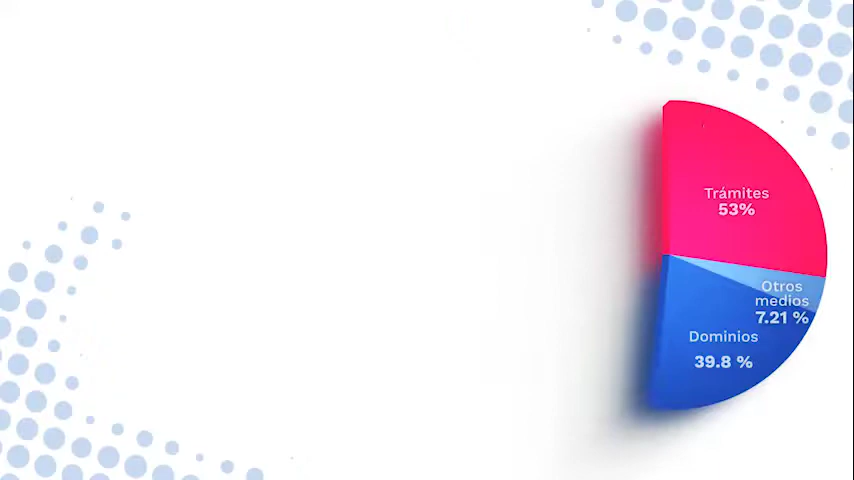 Trámites
53%
Otros
medios
7.21 %
Dominios
39.8 %